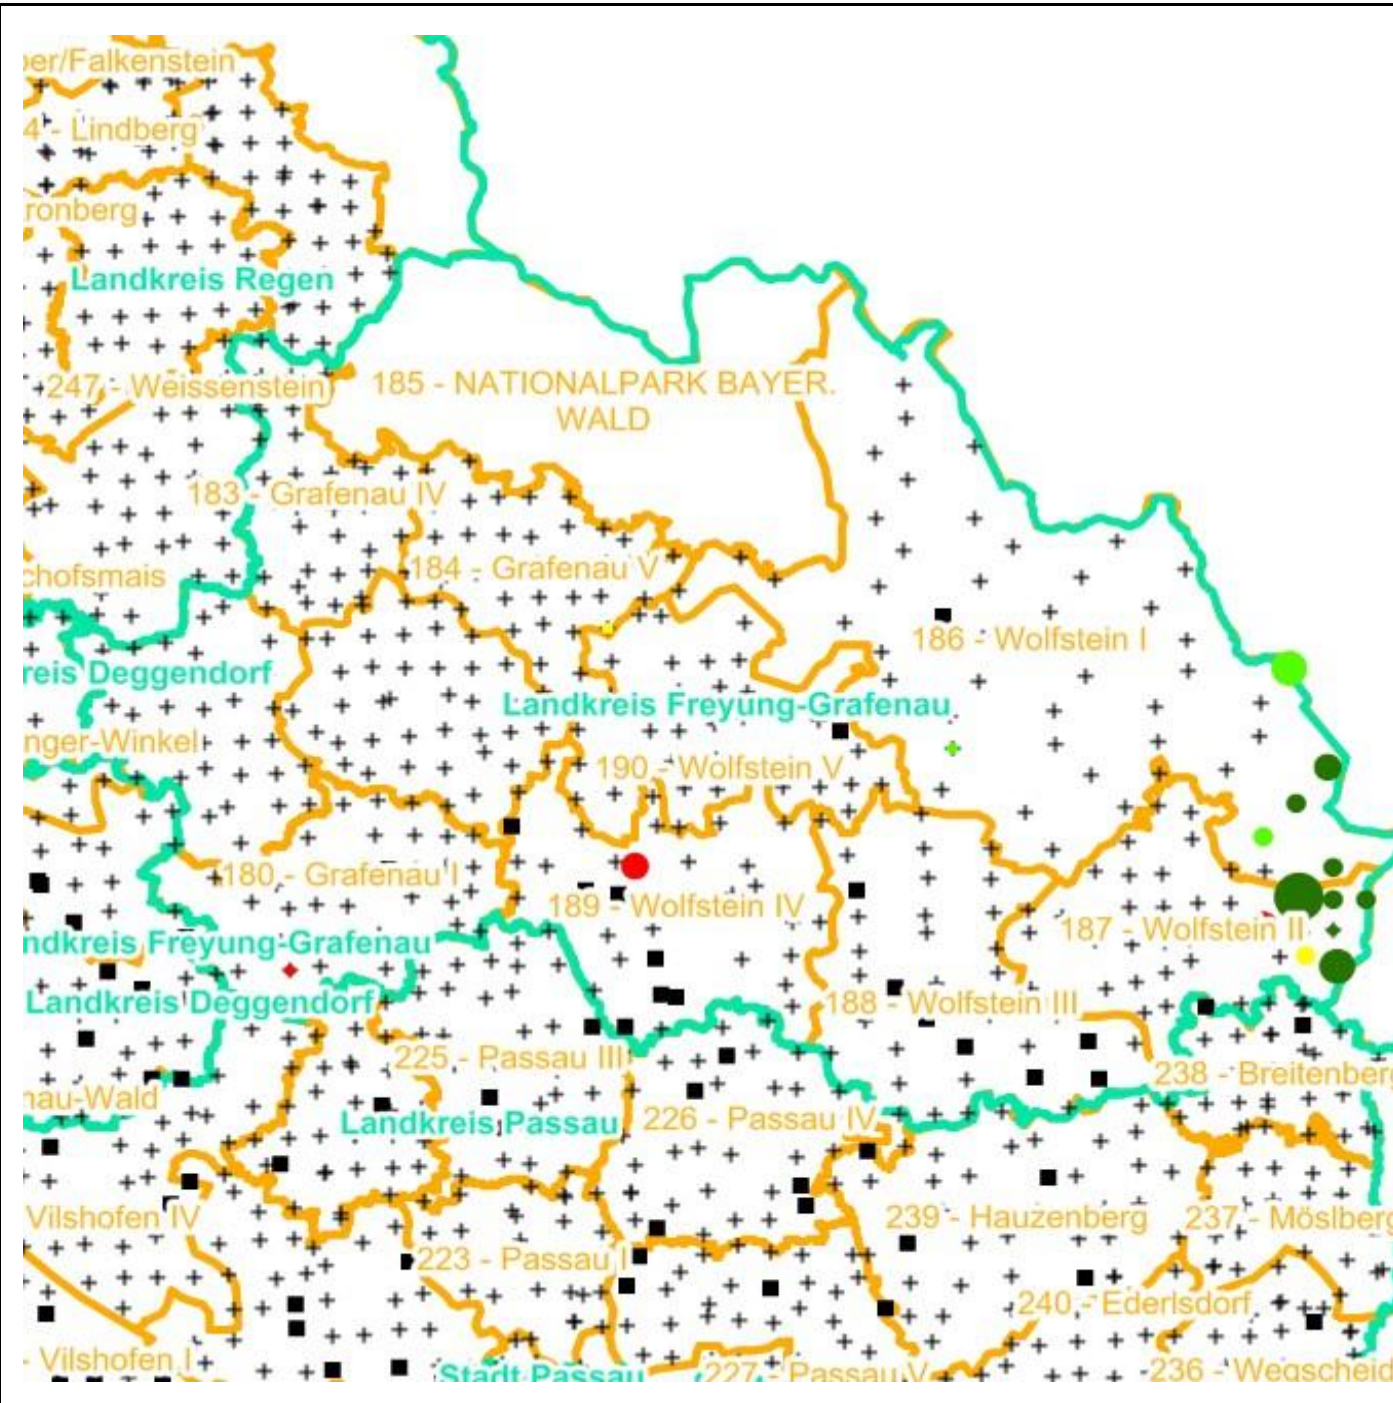 er/Falkenstein
4 - Lindberg
ronberg
Landkreis Regen
247 - Weissenstein
185 - NATIONALPARK BAYER.
WALD
183 - Grafenau IV
184 - Grafenau V
chofsmais
186 - Wolfstein I
reis Deggendorf
Landkreis Freyung-Grafenau
nger-Winkel
190 - Wolfstein V
180 - Grafenau I
189 - Wolfstein IV
187 - Wolfstein II
ndkreis Freyung-Grafenau
Landkreis Deggendorf
188 - Wolfstein III
225 - Passau III
238 - Breitenberg
nau-Wald
Landkreis Passau
226 - Passau IV
Vilshofen IV
239 - Hauzenberg
237 - Möslberg
223 - Passau I
240 - Ederlsdorf
- Vilshofen I
Stadt Passau
227 - Passau V
236 - Wegscheid